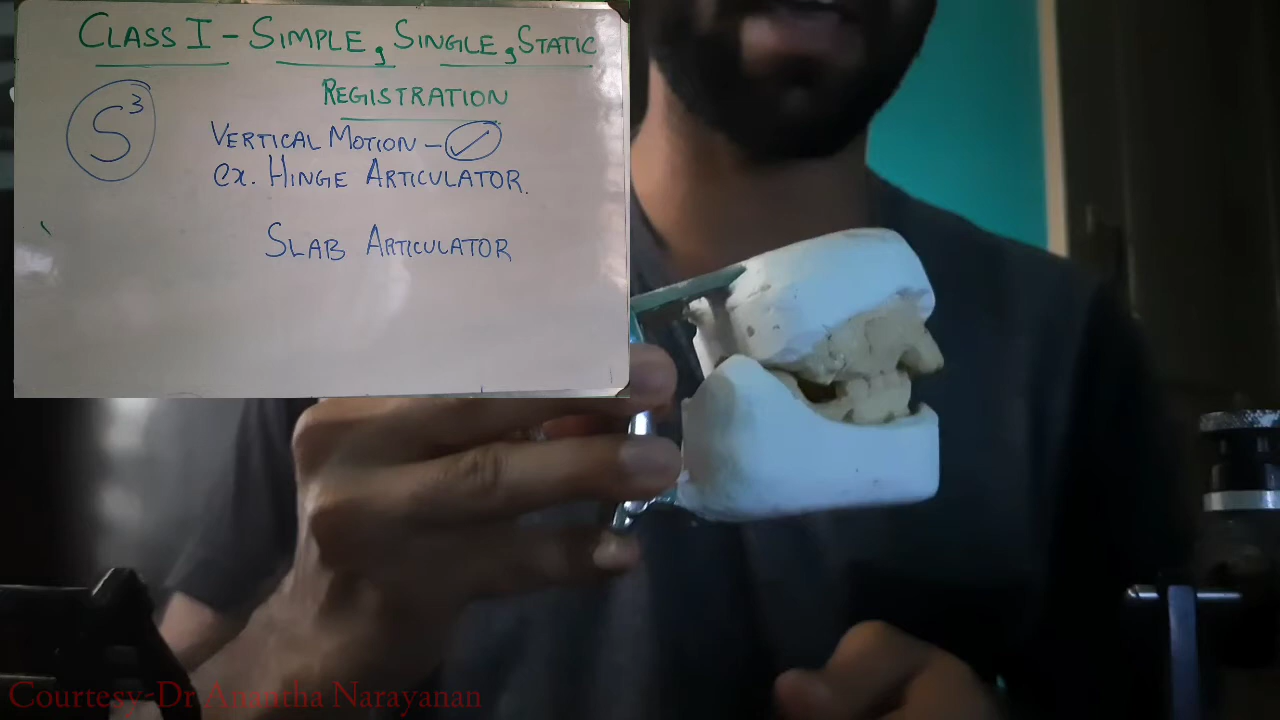 CLASS I - SIMPLE, SINGLE, STATIC
REGISTRATION
S³
VERTICAL MOTION - ✓
ex. HINGE ARTICULATOR.
SLAB ARTICULATOR
Courtesy-Dr Anantha Narayanan